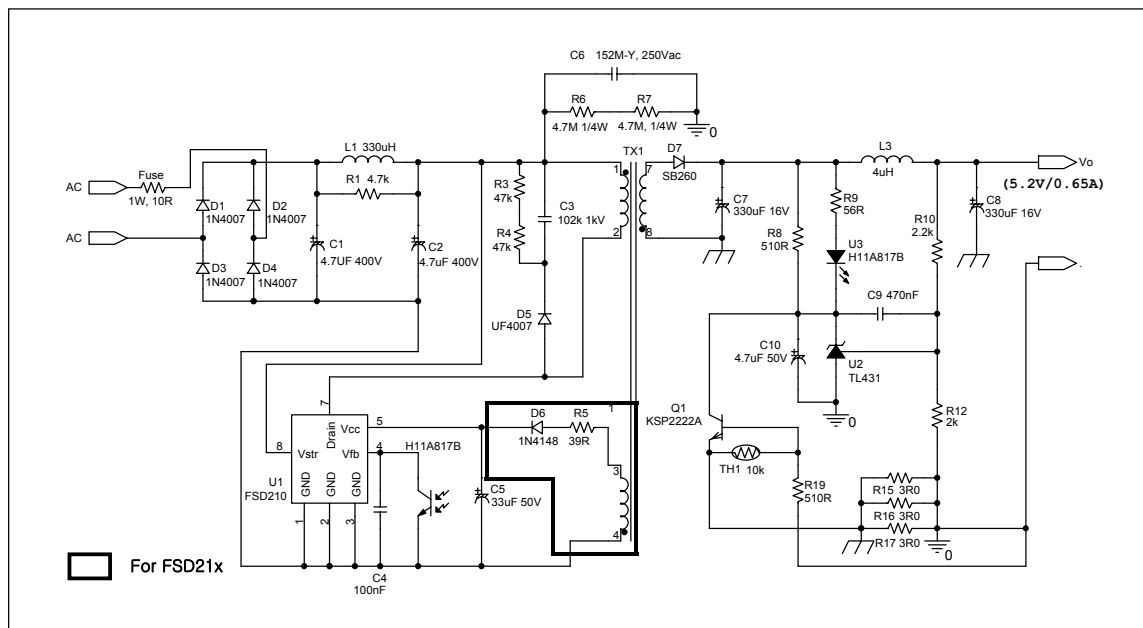 C6 152M-Y, 250Vac
R6 R7
4.7M 1/4W 4.7M, 1/4W
0
L1 330uH
TX1
D7
SB260
L3
4uH
1 7
2 8
AC
Fuse
1W, 10R
R1 4.7k
D1
1N4007
D2
1N4007
R3
47k
C3
102k 1kV
R4
47k
C7
330uF 16V
R9
56R
R10
2.2k
Vo
(5.2V/0.65A)
C8
330uF 16V
AC
D3
1N4007
D4
1N4007
C1
4.7UF 400V
C2
4.7uF 400V
R8
510R
U3
H11A817B
.
D5
UF4007
C9 470nF
C10
4.7uF 50V
U2
TL431
0
7
Drain
8
Vstr
Vcc
5
Vfb
4
H11A817B
GND
GND
GND
1
2
3
U1
FSD210
D6
1N4148
R5
39R
1
3
4
C5
33uF 50V
C4
100nF
Q1
KSP2222A
TH1 10k
R12
2k
R19
510R
R15 3R0
R16 3R0
R17 3R0
0
For FSD21x